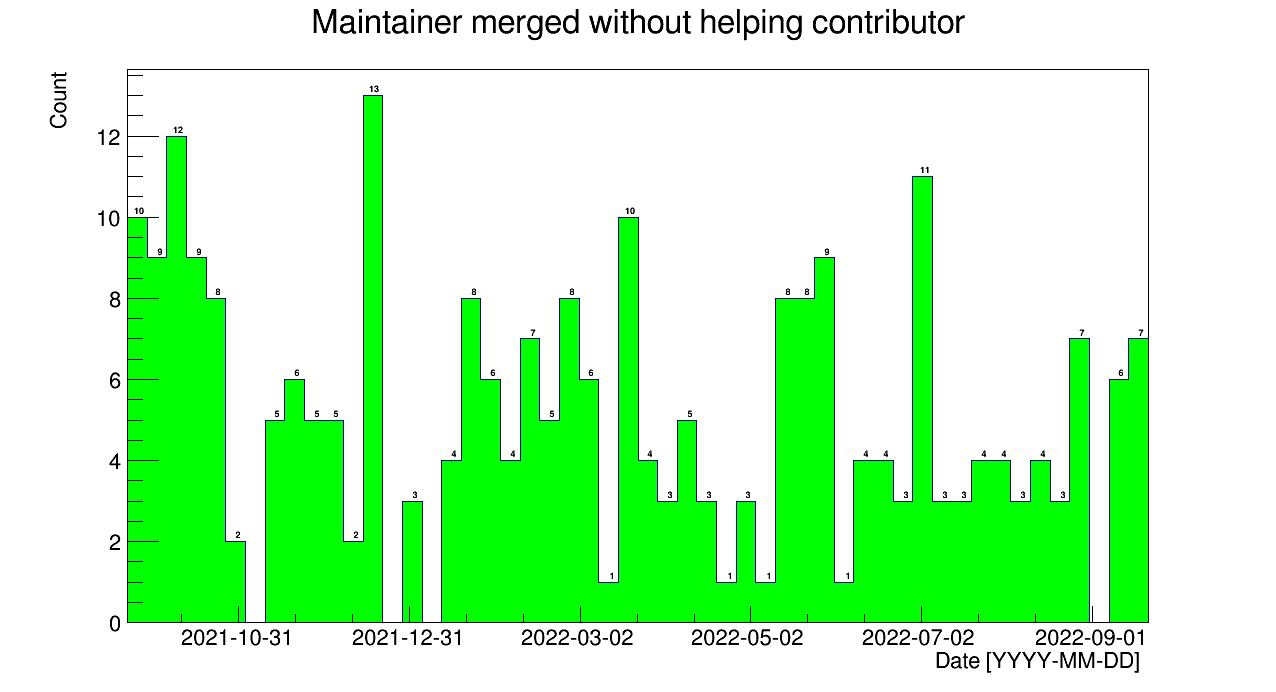 Maintainer merged without helping contributor
Count
13
12
12
11
10 10 10
9 9 9
8 8 8 8 8 8
7 7 7
6 6 6 6 6
5 5 5 5 5
4 4 4 4 4 4 4 4 4
3 3 3 3 3 3 3 3 3 3
2 2 2
1 1 1 1
0
2021-10-31 2021-12-31 2022-03-02 2022-05-02 2022-07-02 2022-09-01
Date [YYYY-MM-DD]